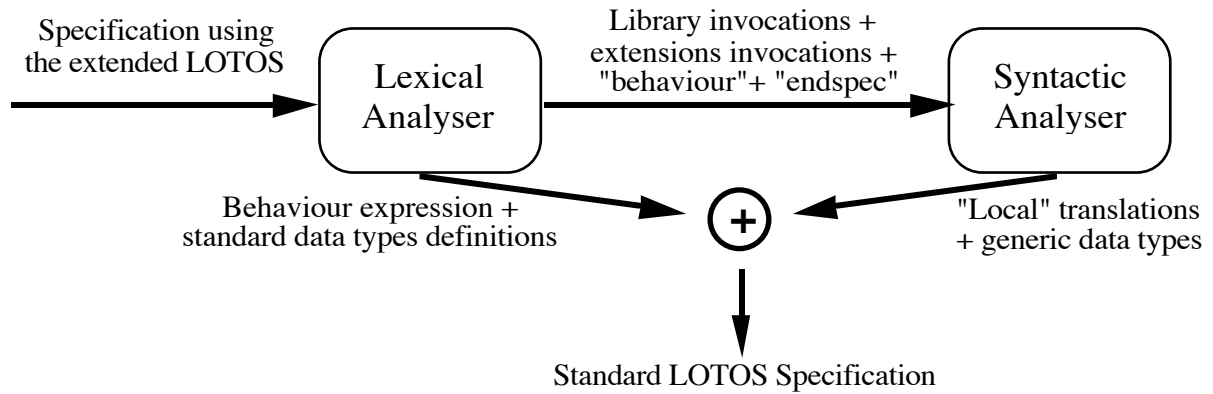 Specification using
the extended LOTOS
Lexical
Analyser
Library invocations +
extensions invocations +
"behaviour"+ "endspec"
Syntactic
Analyser
Behaviour expression +
standard data types definitions
+
"Local" translations
+ generic data types
Standard LOTOS Specification